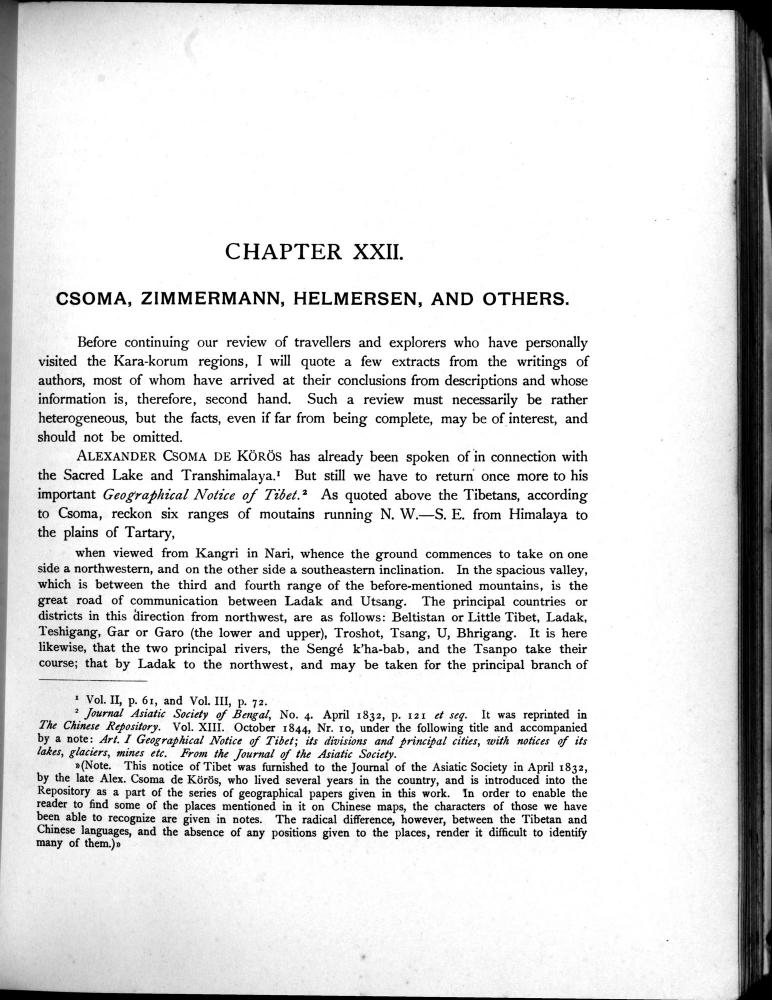 CHAPTER XXII.
CSOMA, ZIMMERMANN, HELMERSEN, AND OTHERS.
Before continuing our review of travellers and explorers who have personally
visited the Kara-korum regions, I will quote a few extracts from the writings of
authors, most of whom have arrived at their conclusions from descriptions and whose
information is, therefore, second hand. Such a review must necessarily be rather
heterogeneous, but the facts, even if far from being complete, may be of interest, and
should not be omitted.
ALEXANDER CSOMA DE KÖRÖS has already been spoken of in connection with
the Sacred Lake and Transhimalaya.¹ But still we have to return once more to his
important Geographical Notice of Tibet.² As quoted above the Tibetans, according
to Csoma, reckon six ranges of moutains running N. W.—S. E. from Himalaya to
the plains of Tartary,
when viewed from Kangri in Nari, whence the ground commences to take on one
side a northwestern, and on the other side a southeastern inclination. In the spacious valley,
which is between the third and fourth range of the before-mentioned mountains, is the
great road of communication between Ladak and Utsang. The principal countries or
districts in this direction from northwest, are as follows: Beltistan or Little Tibet, Ladak,
Teshigang, Gar or Garo (the lower and upper), Troshot, Tsang, U, Bhrigang. It is here
likewise, that the two principal rivers, the Sengé k'ha-bab, and the Tsanpo take their
course; that by Ladak to the northwest, and may be taken for the principal branch of
¹ Vol. II, p. 61, and Vol. III, p. 72.
² Journal Asiatic Society of Bengal, No. 4. April 1832, p. 121 et seq. It was reprinted in
The Chinese Repository. Vol. XIII. October 1844, Nr. 10, under the following title and accompanied
by a note: Art. I Geographical Notice of Tibet; its divisions and principal cities, with notices of its
lakes, glaciers, mines etc. From the Journal of the Asiatic Society.
»(Note. This notice of Tibet was furnished to the Journal of the Asiatic Society in April 1832,
by the late Alex. Csoma de Körös, who lived several years in the country, and is introduced into the
Repository as a part of the series of geographical papers given in this work. In order to enable the
reader to find some of the places mentioned in it on Chinese maps, the characters of those we have
been able to recognize are given in notes. The radical difference, however, between the Tibetan and
Chinese languages, and the absence of any positions given to the places, render it difficult to identify
many of them.)»